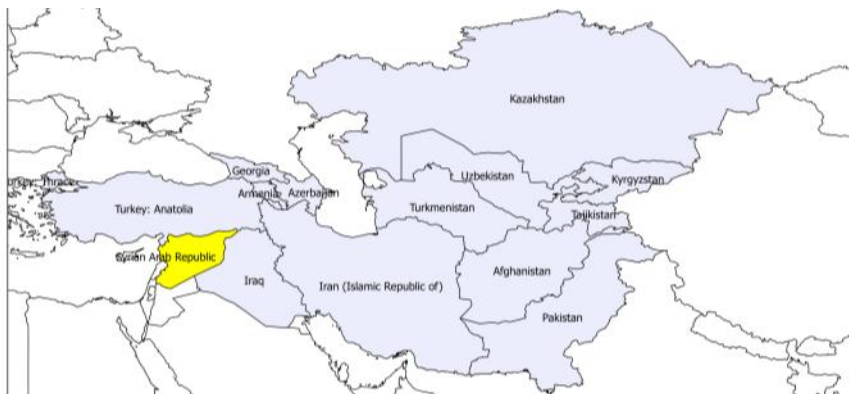 Kazakhstan
Georgia
Uzbekistan
Kyrgyzstan
Thrace
Armenia
Azerbaijan
Turkey: Anatolia
Turkmenistan
Tajikistan
Syrian Arab Republic
Afghanistan
Iraq
Iran (Islamic Republic of)
Pakistan